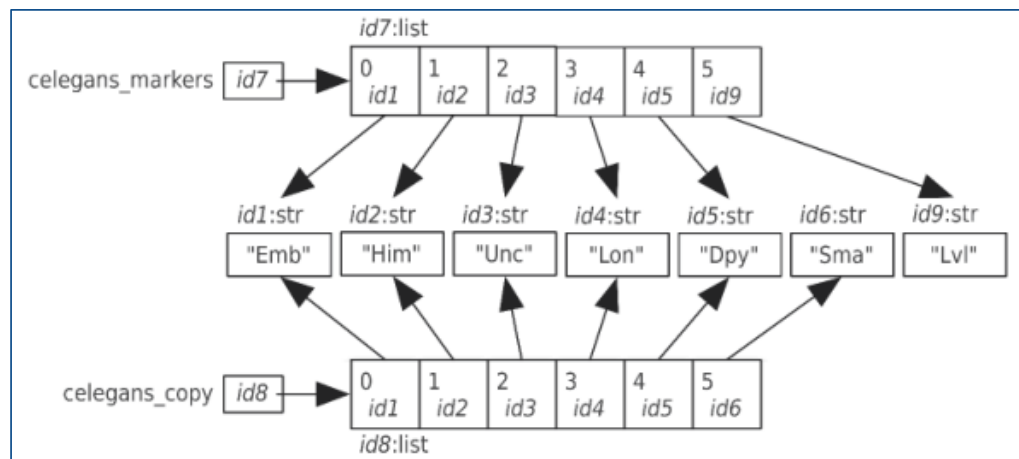 id7:list
0 1 2 3 4 5
celegans_markers id7 id1 id2 id3 id4 id5 id9
id1:str id2:str id3:str id4:str id5:str id6:str id9:str
"Emb" "Him" "Unc" "Lon" "Dpy" "Sma" "Lvl"
0 1 2 3 4 5
celegans_copy id8 id1 id2 id3 id4 id5 id6
id8:list